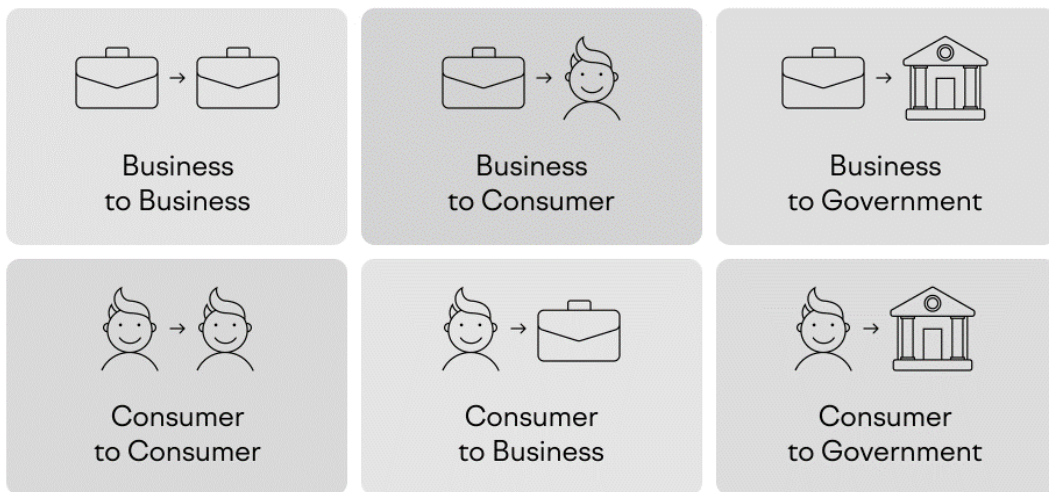 Business
to Business
Business
to Consumer
Business
to Government
Consumer
to Consumer
Consumer
to Business
Consumer
to Government